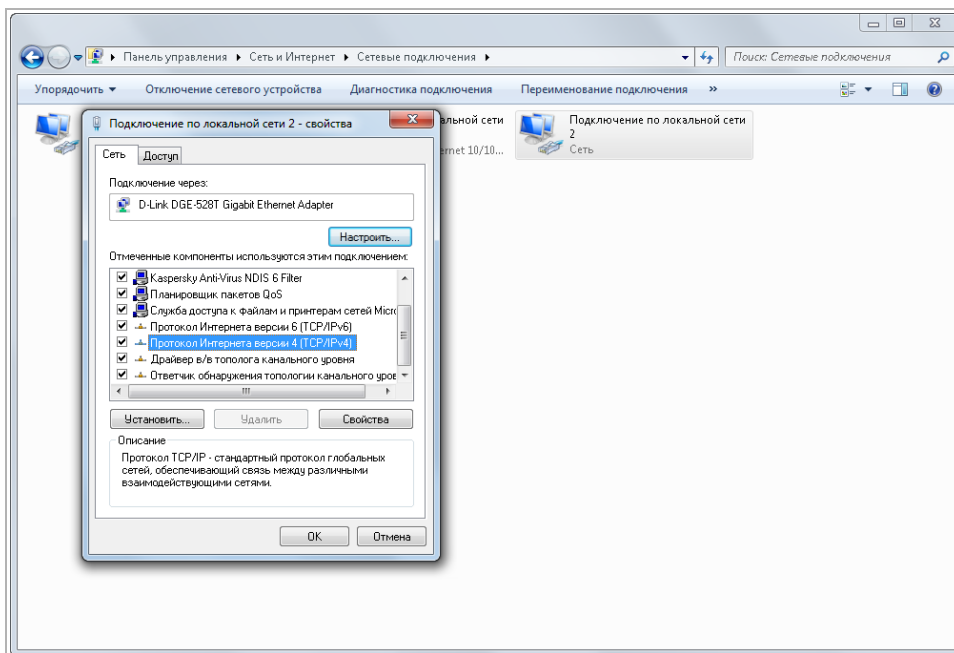 Панель управления ▸ Сеть и Интернет ▸ Сетевые подключения ▸
Поиск: Сетевые подключения
Упорядочить ▼ Отключение сетевого устройства Диагностика подключения Переименование подключения »
альной сети
ernet 10/10...
Подключение по локальной сети
2
Сеть
Подключение по локальной сети 2 - свойства
Сеть Доступ
Подключение через:
D-Link DGE-528T Gigabit Ethernet Adapter
Настроить...
Отмеченные компоненты используются этим подключением:
Kaspersky Anti-Virus NDIS 6 Filter
Планировщик пакетов QoS
Служба доступа к файлам и принтерам сетей Micro
Протокол Интернета версии 6 (TCP/IPv6)
Протокол Интернета версии 4 (TCP/IPv4)
Драйвер в/в тополога канального уровня
Ответчик обнаружения топологии канального уров
Установить... Удалить Свойства
Описание
Протокол TCP/IP - стандартный протокол глобальных
сетей, обеспечивающий связь между различными
взаимодействующими сетями.
OK Отмена